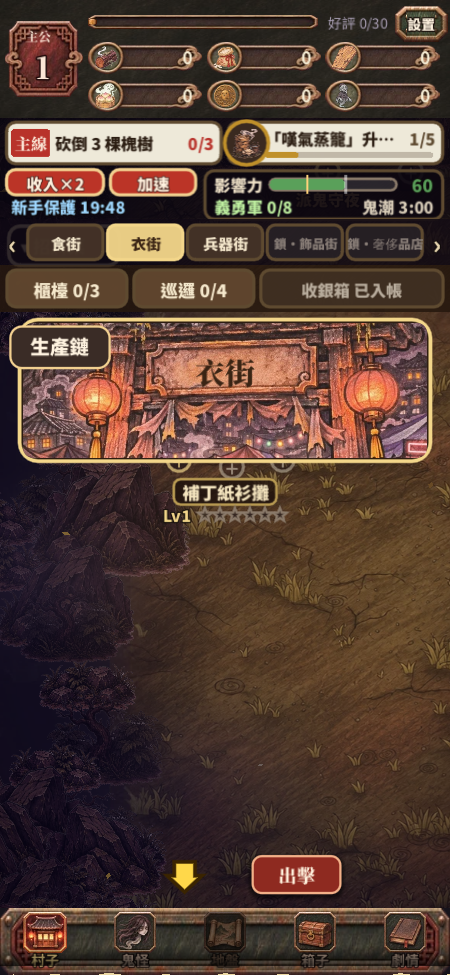 主公
1
好評 0/30
設置
0
0
0
0
0
0
主線 砍倒 3 棵槐樹 0/3
「嘆氣蒸籠」升⋯ 1/5
收入×2
加速
影響力 60
新手保護 19:48
義勇軍 0/8 鬼潮 3:00
‹ 食街
衣街
兵器街
鎖・飾品街
鎖・奢侈品店 ›
櫃檯 0/3
巡邏 0/4
收銀箱 已入帳
生產鏈
衣街
補丁紙衫攤
Lv1 ☆☆☆☆☆☆
出擊
村子
鬼怪
地盤
箱子
劇情